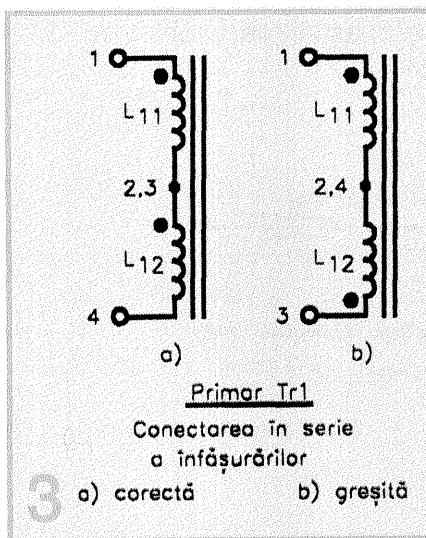 1
1
L11
L11
2,3
2,4
L12
L12
4
3
a)
b)
Primar Tr1
Conectarea în serie
a înfășurărilor
3
a) corectă
b) greșită